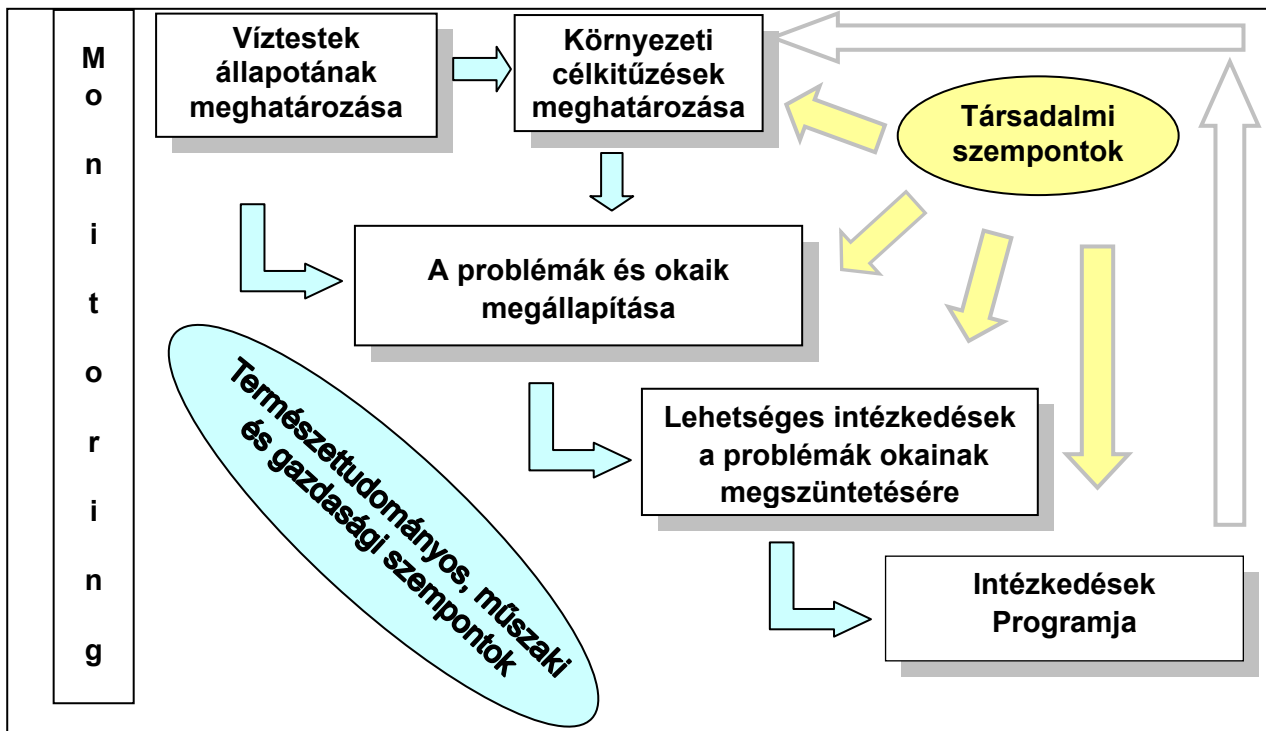 Monitoring
Víztestek
állapotának
meghatározása
Környezeti
célkitűzések
meghatározása
Társadalmi
szempontok
A problémák és okaik
megállapítása
Természettudományos, műszaki
és gazdasági szempontok
Lehetséges intézkedések
a problémák okainak
megszüntetésére
Intézkedések
Programja